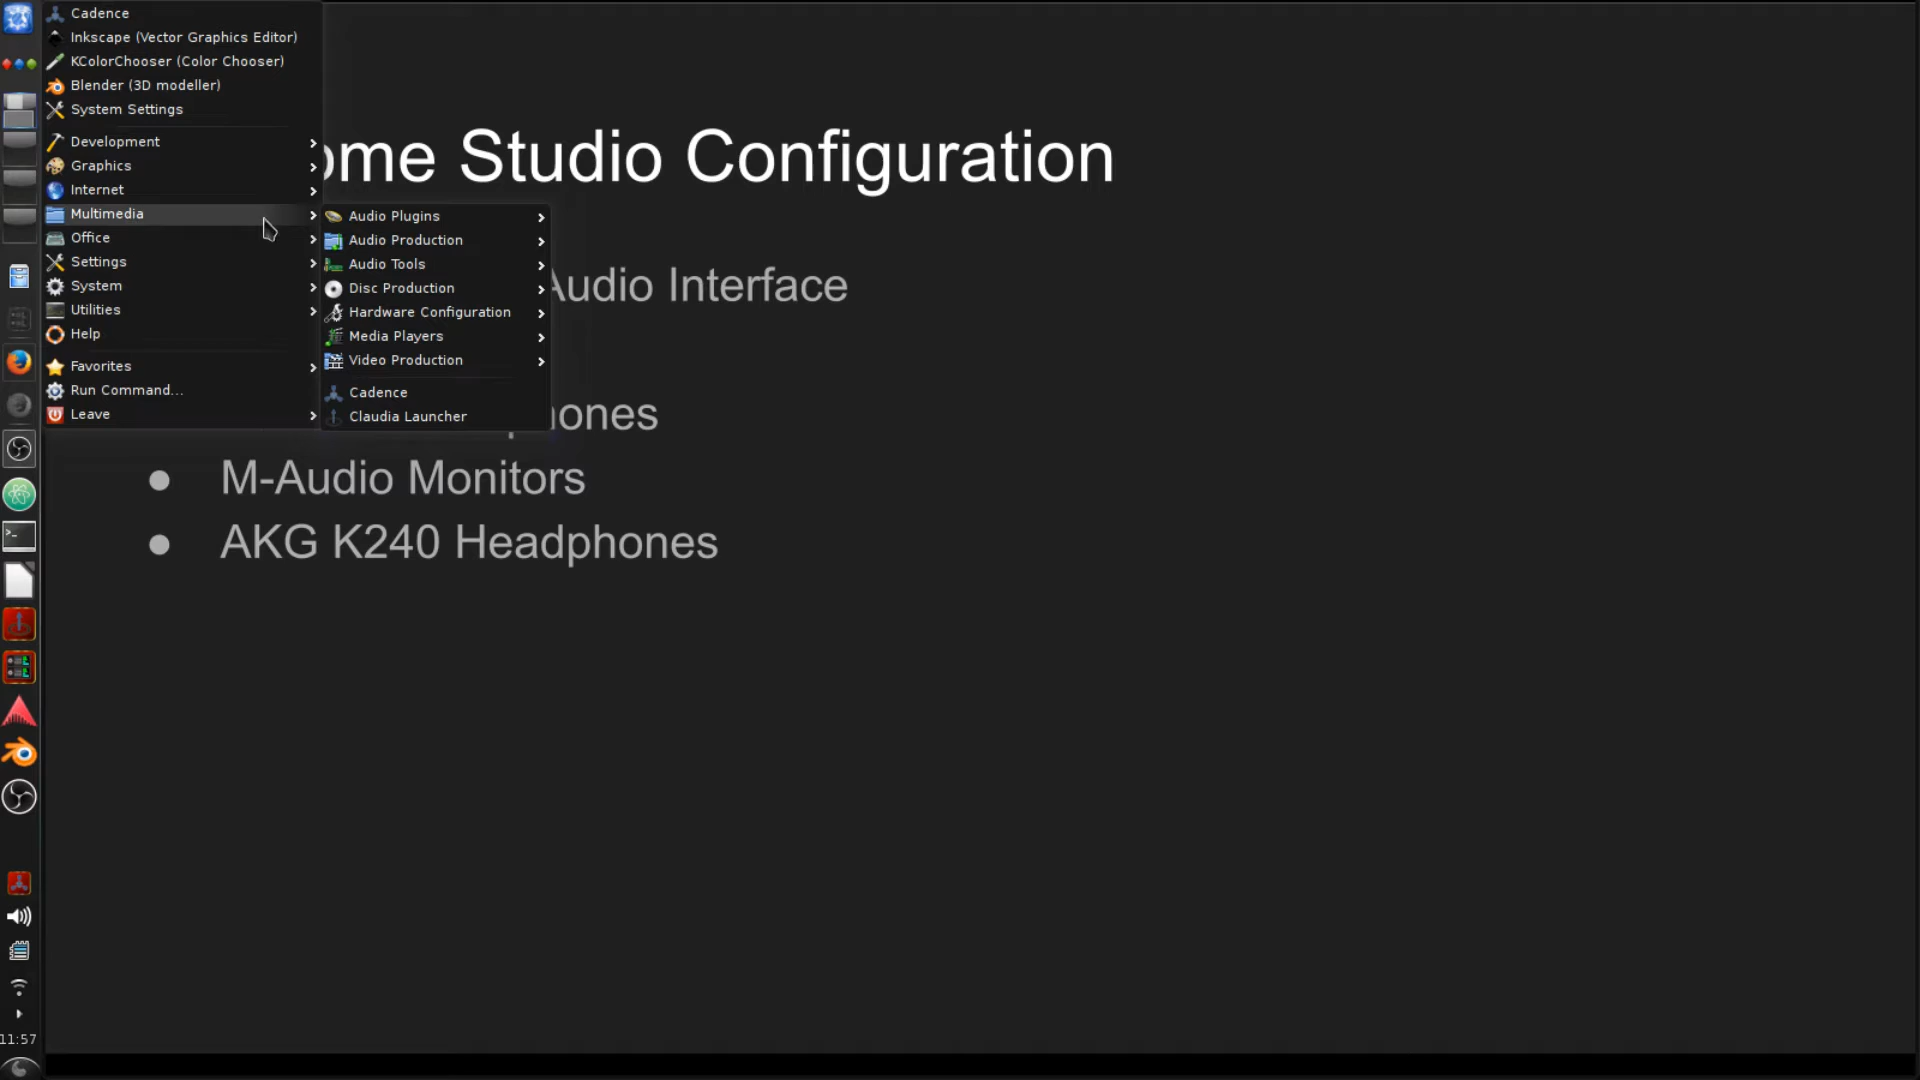 Cadence
Inkscape (Vector Graphics Editor)
KColorChooser (Color Chooser)
Blender (3D modeller)
System Settings
Development
Graphics
Internet
Multimedia
Office
Settings
System
Utilities
Help
Favorites
Run Command...
Leave
Audio Plugins
Audio Production
Audio Tools
Disc Production
Hardware Configuration
Media Players
Video Production
Cadence
Claudia Launcher
ome Studio Configuration
Audio Interface
hones
● M-Audio Monitors
● AKG K240 Headphones
11:57